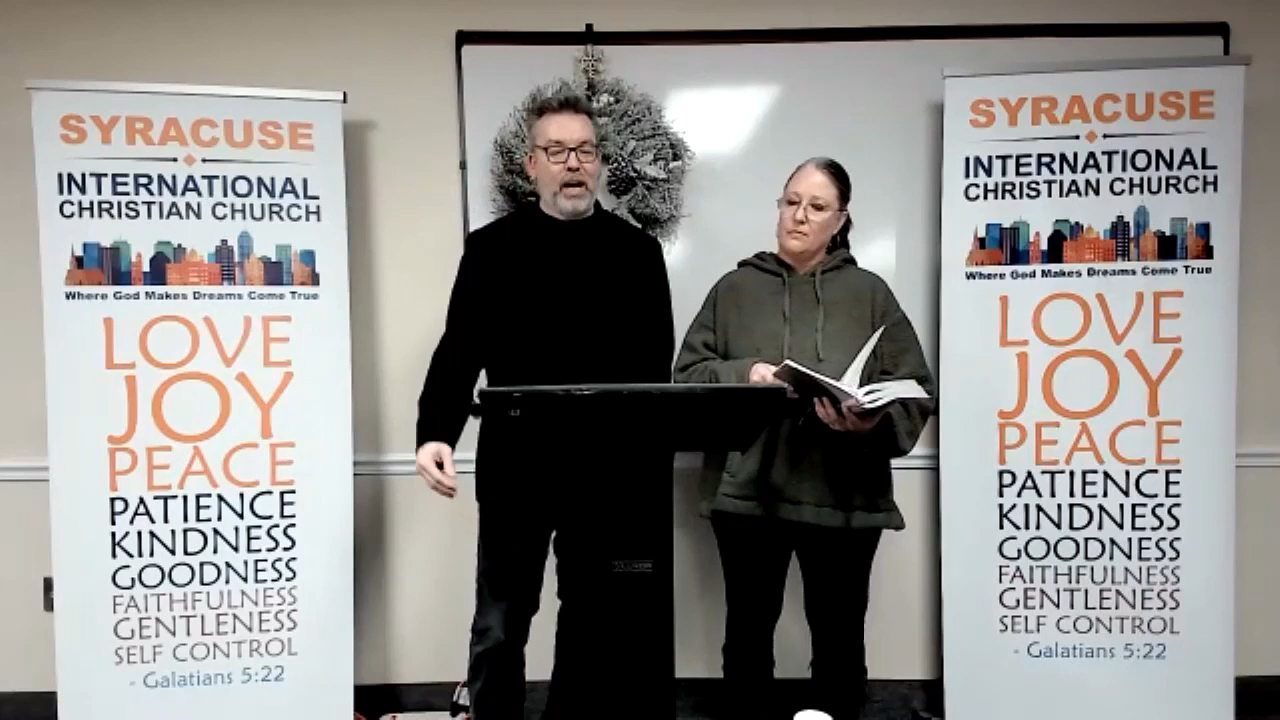 SYRACUSE
INTERNATIONAL
CHRISTIAN CHURCH
Where God Makes Dreams Come True
LOVE
JOY
PEACE
PATIENCE
KINDNESS
GOODNESS
FAITHFULNESS
GENTLENESS
SELF CONTROL
- Galatians 5:22
SYRACUSE
INTERNATIONAL
CHRISTIAN CHURCH
Where God Makes Dreams Come True
LOVE
JOY
PEACE
PATIENCE
KINDNESS
GOODNESS
FAITHFULNESS
GENTLENESS
SELF CONTROL
- Galatians 5:22